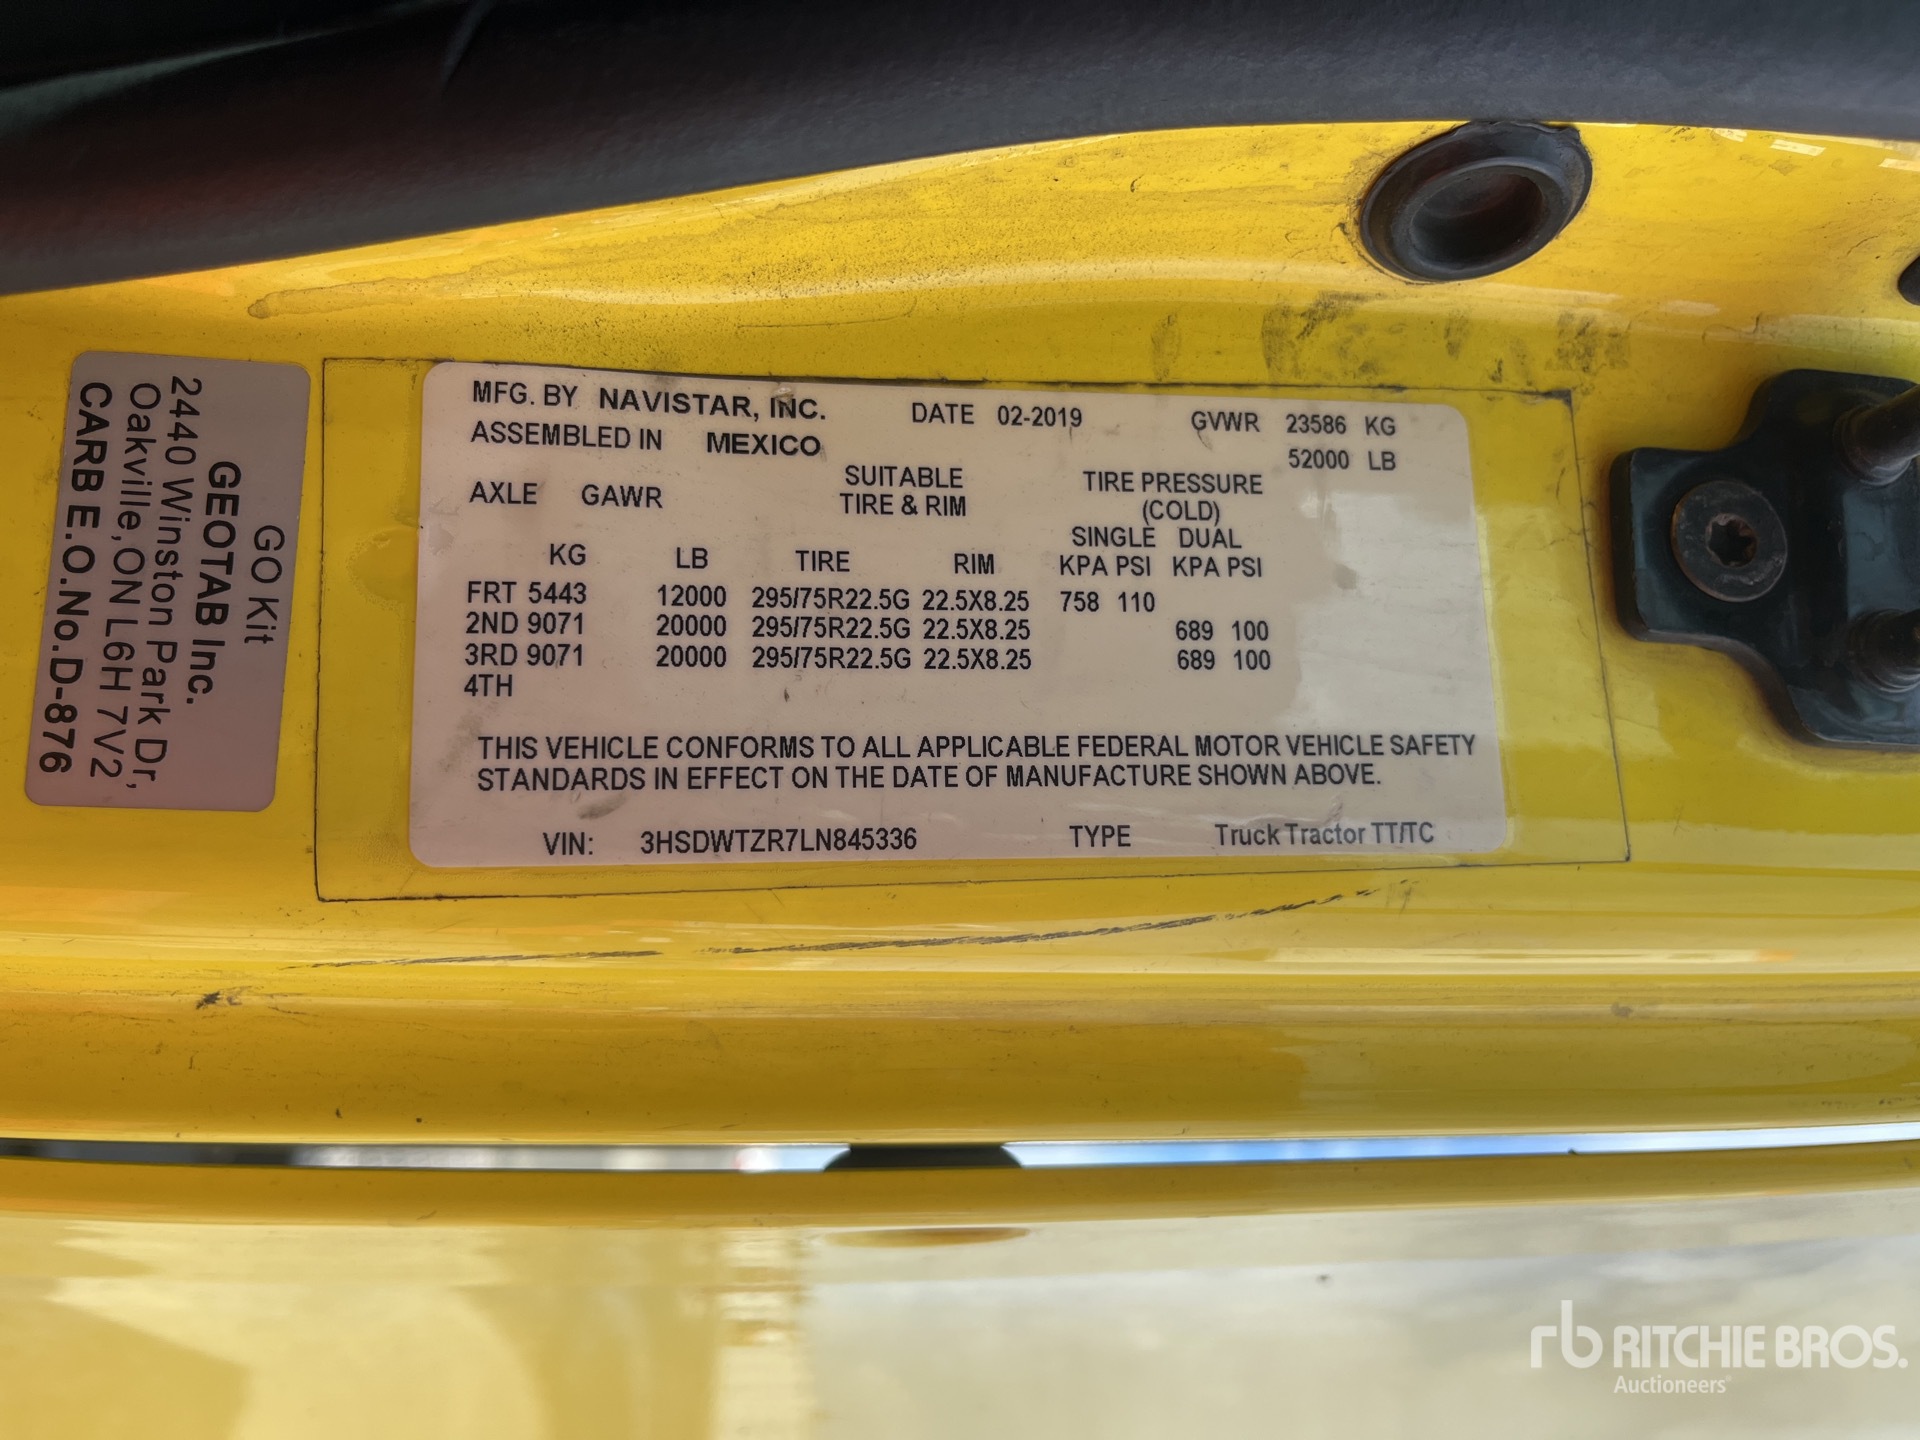 GO Kit
GEOTAB Inc.
2440 Winston Park Dr,
Oakville, ON L6H 7V2
CARB E.O.No.D-876
MFG. BY NAVISTAR, INC. DATE 02-2019 GVWR 23586 KG
ASSEMBLED IN MEXICO 52000 LB
AXLE GAWR SUITABLE TIRE PRESSURE
TIRE & RIM (COLD)
SINGLE DUAL
KG LB TIRE RIM KPA PSI KPA PSI
FRT 5443 12000 295/75R22.5G 22.5X8.25 758 110
2ND 9071 20000 295/75R22.5G 22.5X8.25 689 100
3RD 9071 20000 295/75R22.5G 22.5X8.25 689 100
4TH
THIS VEHICLE CONFORMS TO ALL APPLICABLE FEDERAL MOTOR VEHICLE SAFETY
STANDARDS IN EFFECT ON THE DATE OF MANUFACTURE SHOWN ABOVE.
VIN: 3HSDWTZR7LN845336 TYPE Truck Tractor TT/TC
rb RITCHIE BROS.
Auctioneers